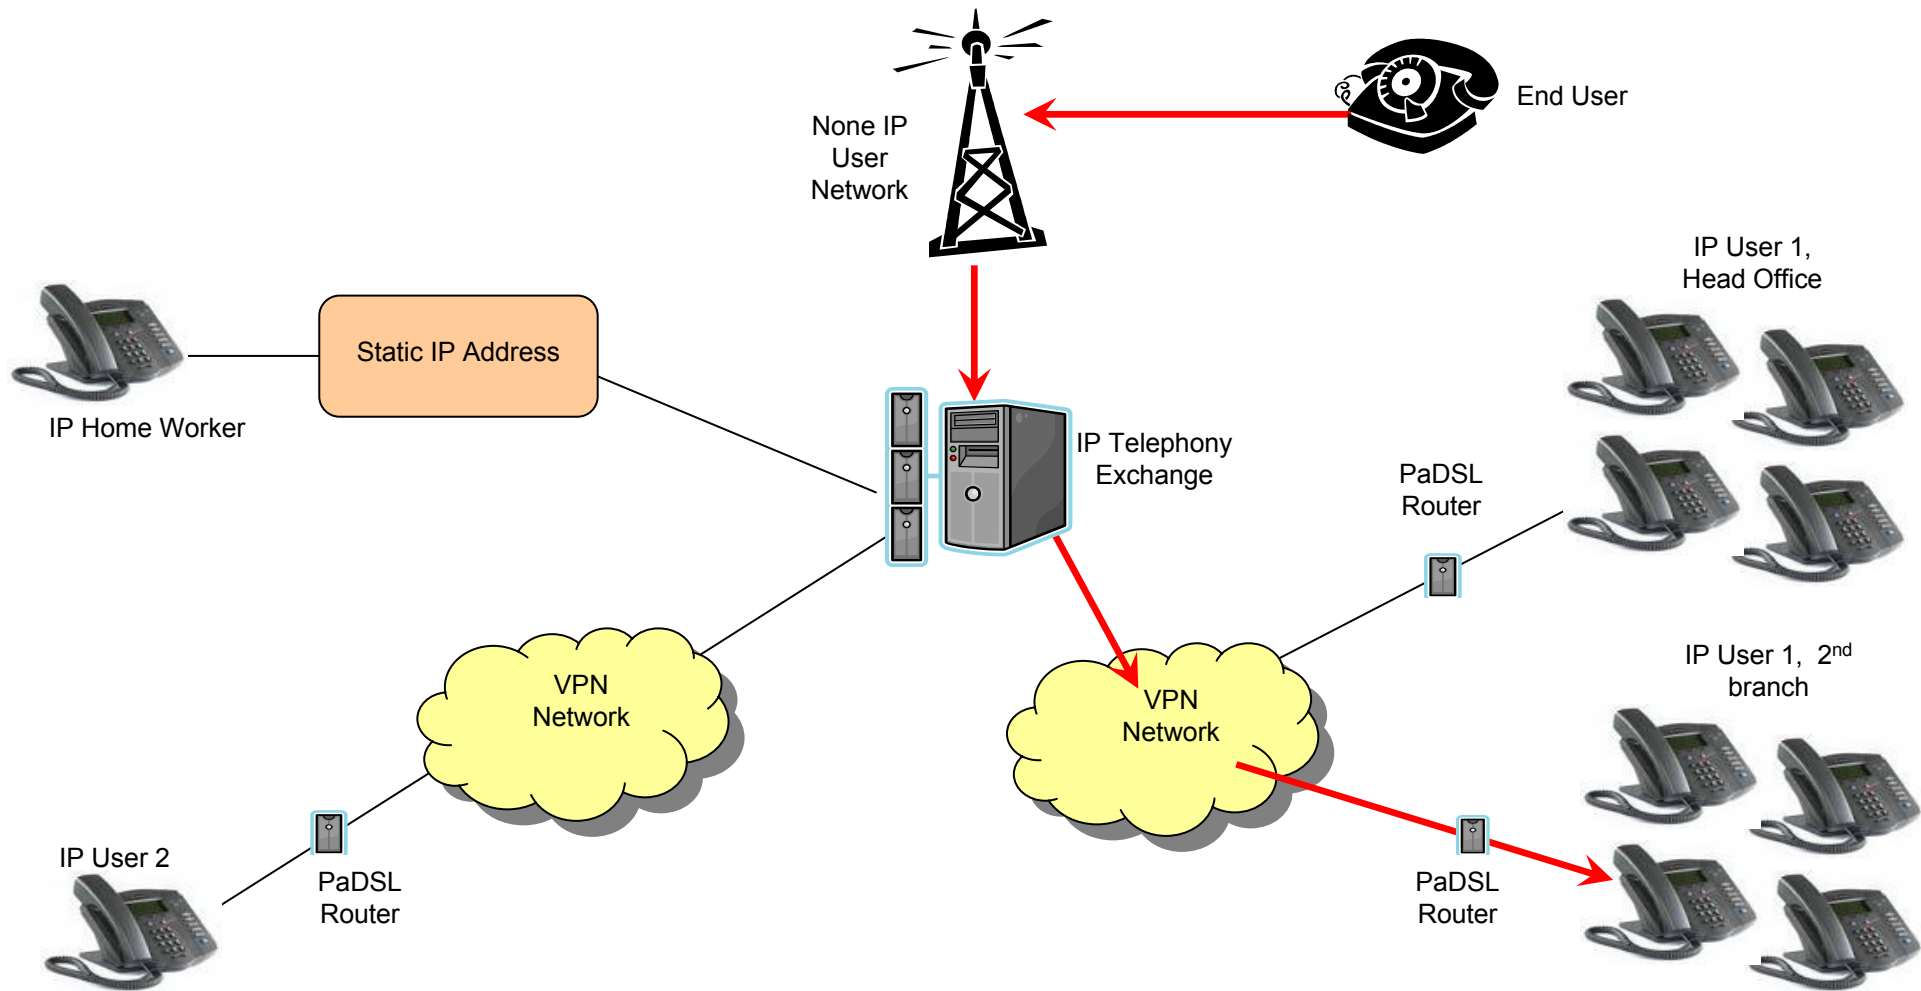 End User
None IP
User
Network
IP User 1,
Head Office
Static IP Address
IP Home Worker
IP Telephony
Exchange
PaDSL
Router
IP User 1,  2nd
branch
VPN
Network
VPN
Network
IP User 2
PaDSL
Router
PaDSL
Router